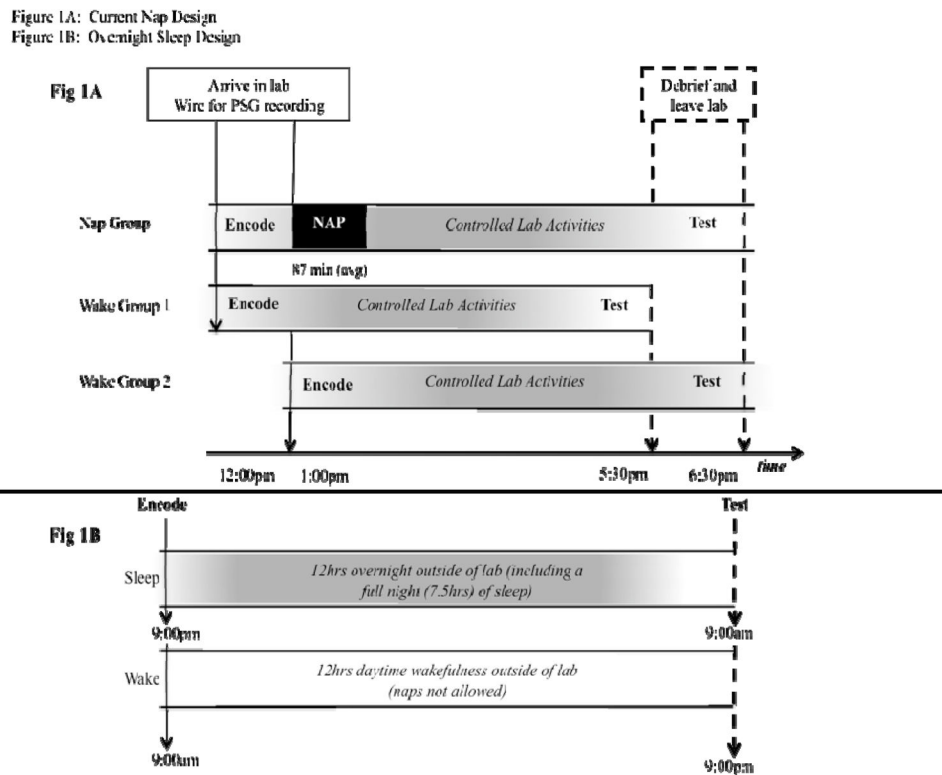 Figure 1A: Current Nap Design
Figure 1B: Overnight Sleep Design
Fig 1A
Arrive in lab
Wire for PSG recording
Debrief and
leave lab
Nap Group
Encode
NAP
Controlled Lab Activities
Test
87 min (avg)
Wake Group 1
Encode
Controlled Lab Activities
Test
Wake Group 2
Encode
Controlled Lab Activities
Test
12:00pm
1:00pm
5:30pm
6:30pm
time
Encode
Test
Fig 1B
Sleep
12hrs overnight outside of lab (including a
full night (7.5hrs) of sleep)
9:00pm
9:00am
Wake
12hrs daytime wakefulness outside of lab
(naps not allowed)
9:00am
9:00pm